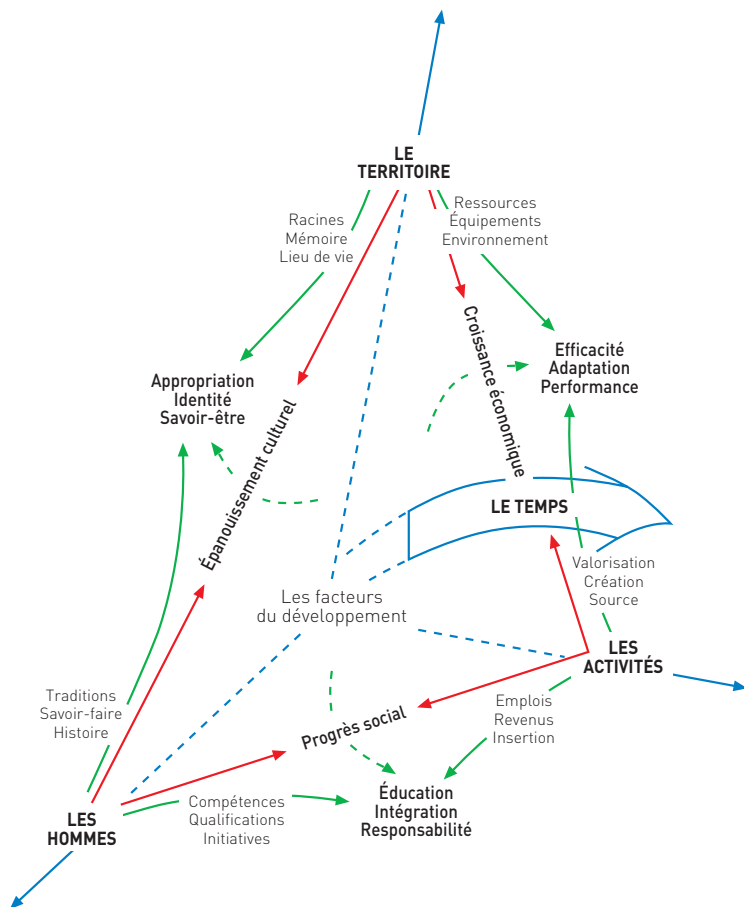 LE
TERRITOIRE
Racines
Mémoire
Lieu de vie
Ressources
Équipements
Environnement
Croissance économique
Efficacité
Adaptation
Performance
Appropriation
Identité
Savoir-être
Épanouissement culturel
LE TEMPS
Valorisation
Création
Source
Les facteurs
du développement
LES
ACTIVITÉS
Traditions
Savoir-faire
Histoire
Progrès social
Emplois
Revenus
Insertion
Éducation
Intégration
Responsabilité
Compétences
Qualifications
Initiatives
LES
HOMMES